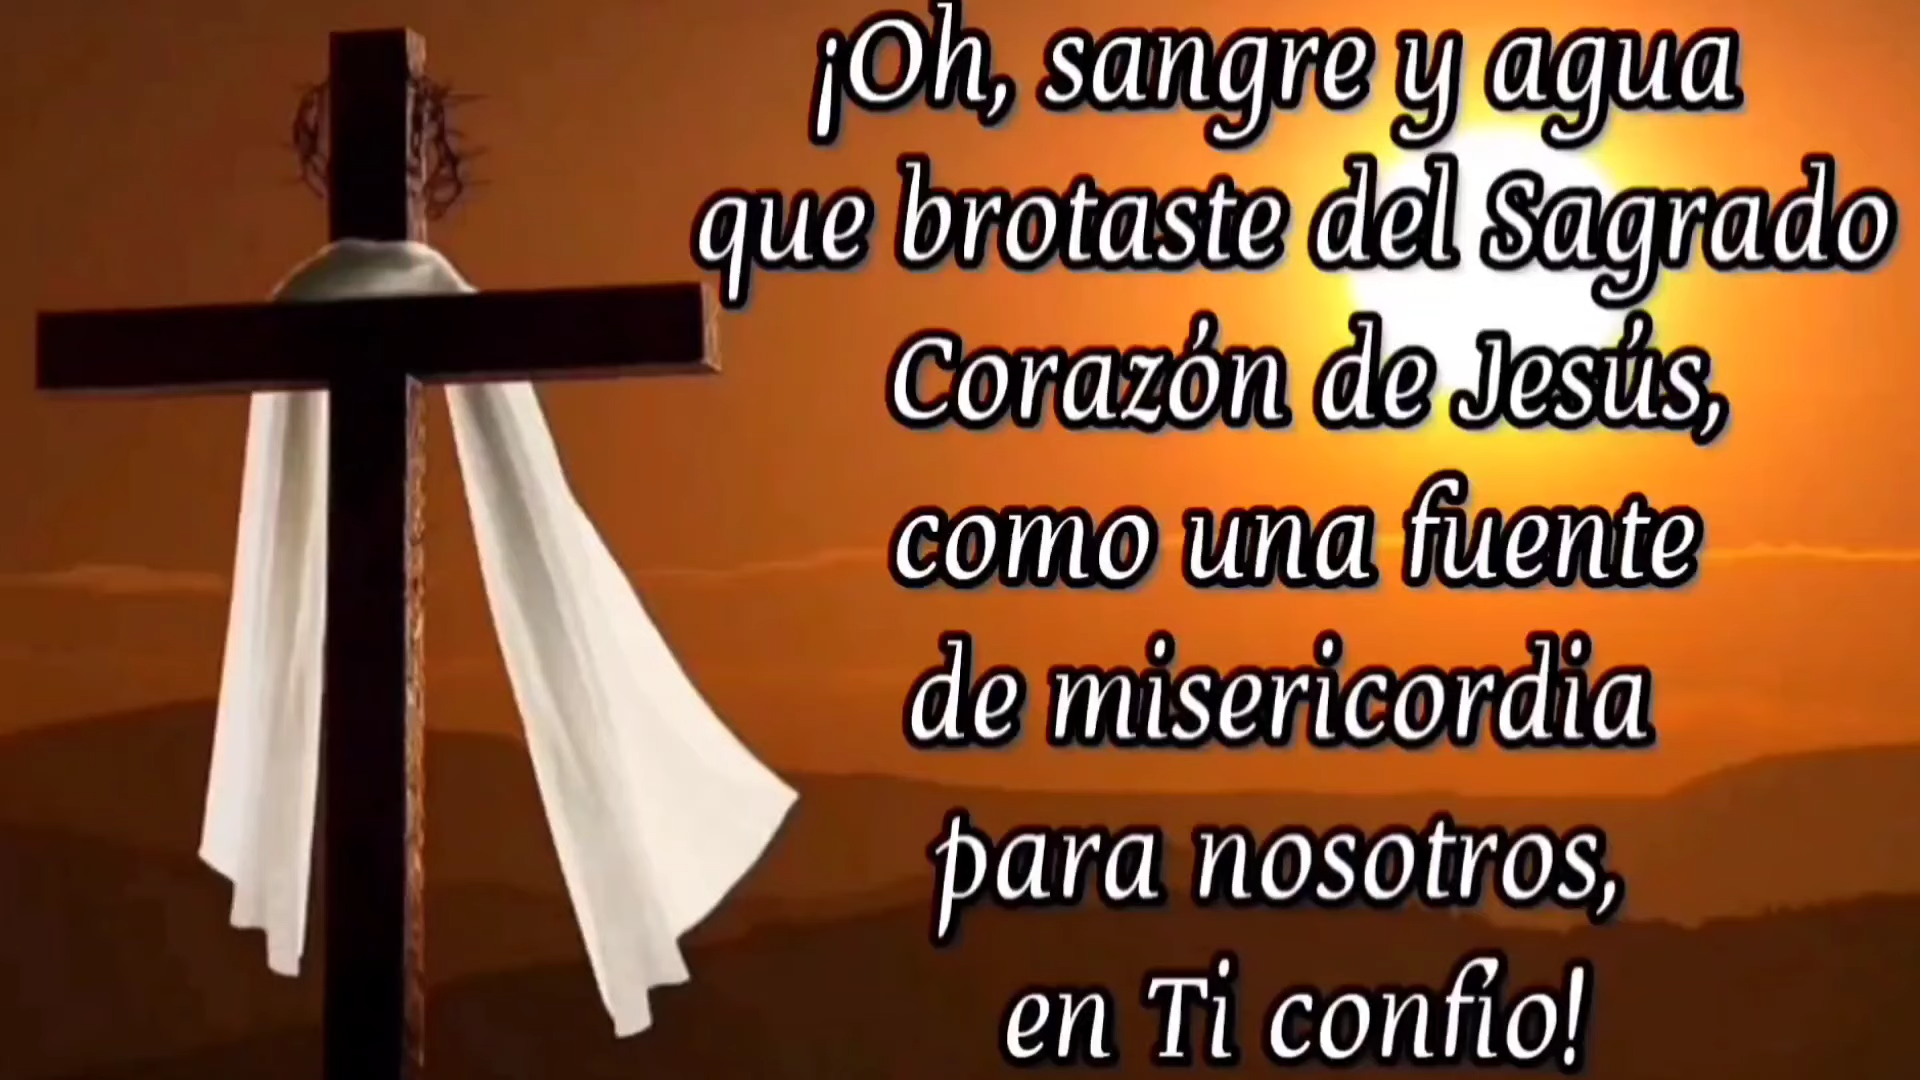 ¡Oh, sangre y agua
que brotaste del Sagrado
Corazón de Jesús,
como una fuente
de misericordia
para nosotros,
en Ti confío!